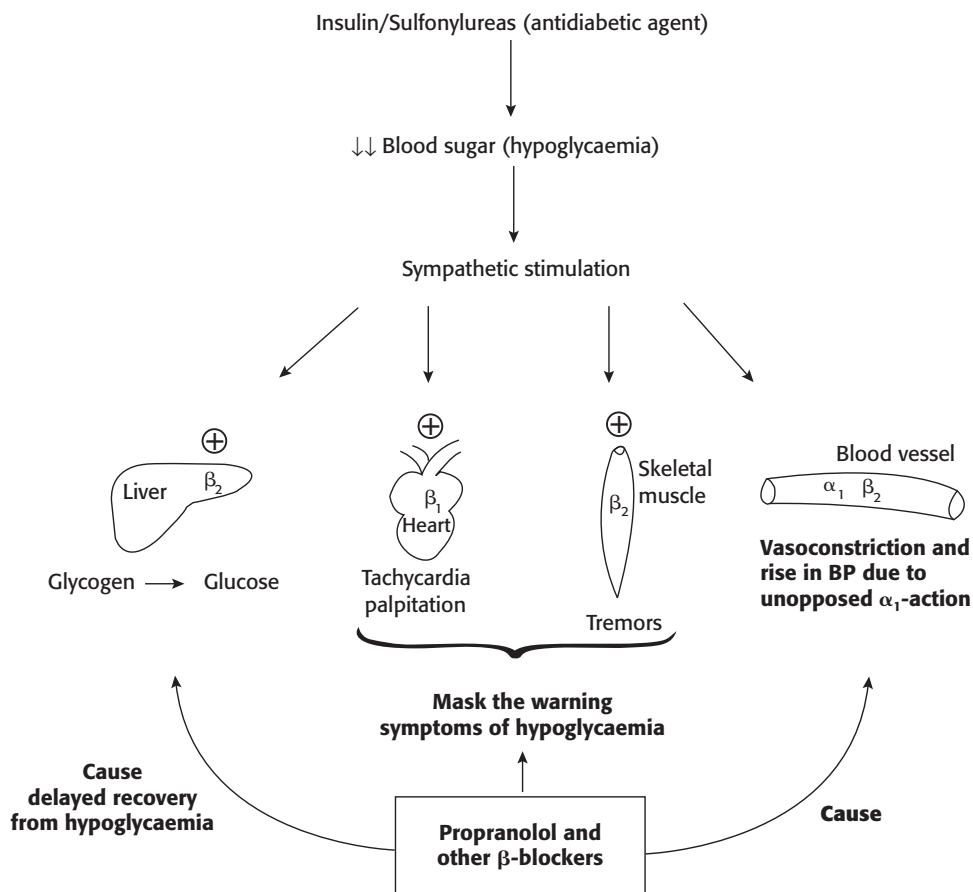 Insulin/Sulfonylureas (antidiabetic agent)
↓↓ Blood sugar (hypoglycaemia)
Sympathetic stimulation
⊕
Liver
β₂
Glycogen → Glucose
⊕
β₁
Heart
Tachycardia
palpitation
⊕
β₂
Skeletal
muscle
Tremors
Blood vessel
α₁ β₂
Vasoconstriction and
rise in BP due to
unopposed α₁-action
Mask the warning
symptoms of hypoglycaemia
Cause
delayed recovery
from hypoglycaemia
Propranolol and
other β-blockers
Cause